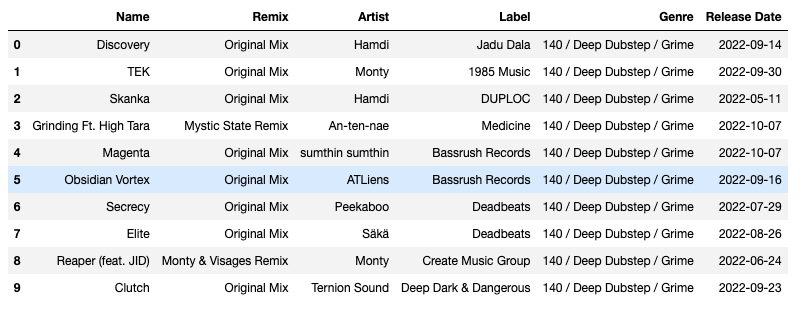 Name Remix Artist Label Genre Release Date
0 Discovery Original Mix Hamdi Jadu Dala 140 / Deep Dubstep / Grime 2022-09-14
1 TEK Original Mix Monty 1985 Music 140 / Deep Dubstep / Grime 2022-09-30
2 Skanka Original Mix Hamdi DUPLOC 140 / Deep Dubstep / Grime 2022-05-11
3 Grinding Ft. High Tara Mystic State Remix An-ten-nae Medicine 140 / Deep Dubstep / Grime 2022-10-07
4 Magenta Original Mix sumthin sumthin Bassrush Records 140 / Deep Dubstep / Grime 2022-10-07
5 Obsidian Vortex Original Mix ATLiens Bassrush Records 140 / Deep Dubstep / Grime 2022-09-16
6 Secrecy Original Mix Peekaboo Deadbeats 140 / Deep Dubstep / Grime 2022-07-29
7 Elite Original Mix Säkä Deadbeats 140 / Deep Dubstep / Grime 2022-08-26
8 Reaper (feat. JID) Monty & Visages Remix Monty Create Music Group 140 / Deep Dubstep / Grime 2022-06-24
9 Clutch Original Mix Ternion Sound Deep Dark & Dangerous 140 / Deep Dubstep / Grime 2022-09-23